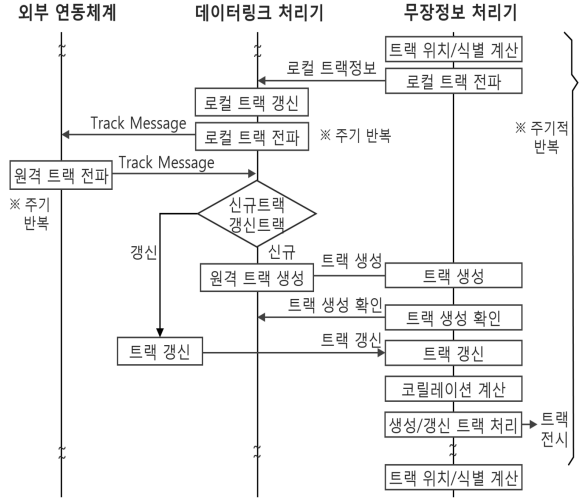 외부 연동체계
데이터링크 처리기
무장정보 처리기
트랙 위치/식별 계산
로컬 트랙정보
로컬 트랙 전파
로컬 트랙 갱신
Track Message
로컬 트랙 전파
※ 주기 반복
※ 주기적
반복
Track Message
원격 트랙 전파
※ 주기
반복
신규트랙
갱신트랙
갱신
신규
트랙 생성
원격 트랙 생성
트랙 생성
트랙 생성 확인
트랙 생성 확인
트랙 갱신
트랙 갱신
트랙 갱신
코릴레이션 계산
생성/갱신 트랙 처리
트랙
전시
트랙 위치/식별 계산